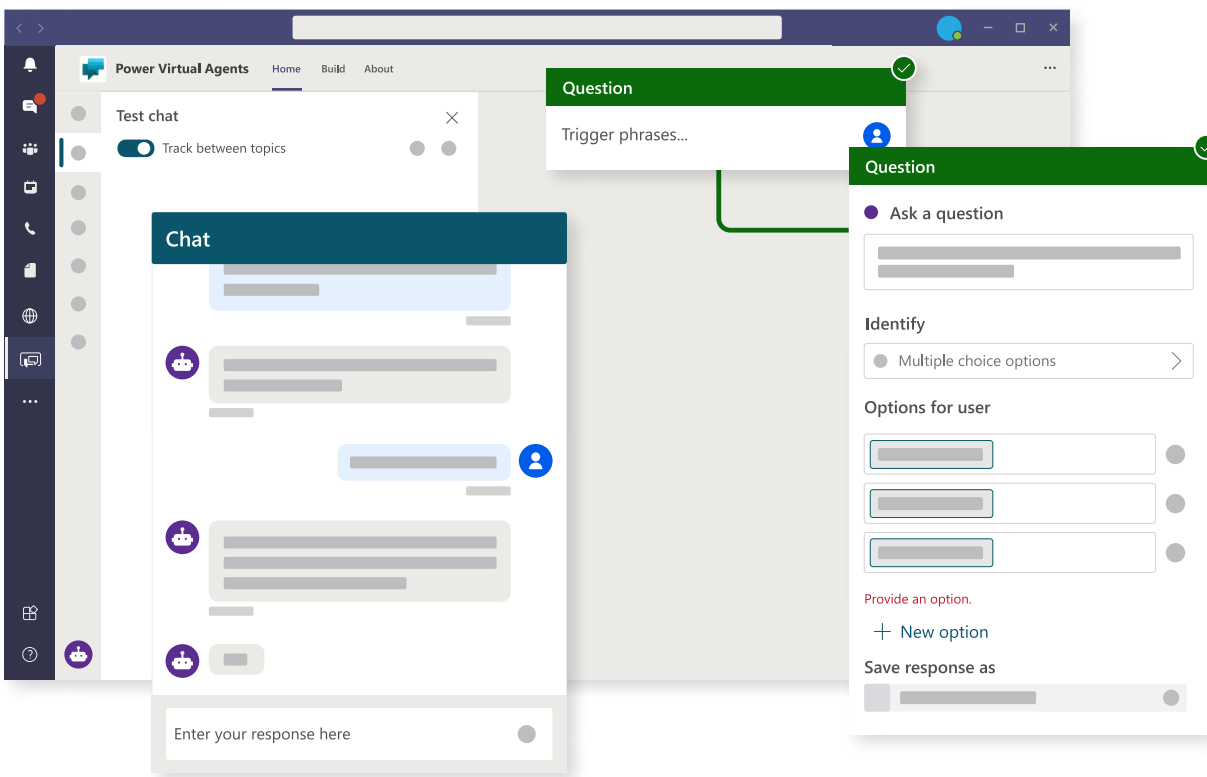 Power Virtual Agents Home Build About
Test chat
Track between topics
Question
Trigger phrases...
Chat
Enter your response here
Question
Ask a question
Identify
Multiple choice options
Options for user
Provide an option.
New option
Save response as